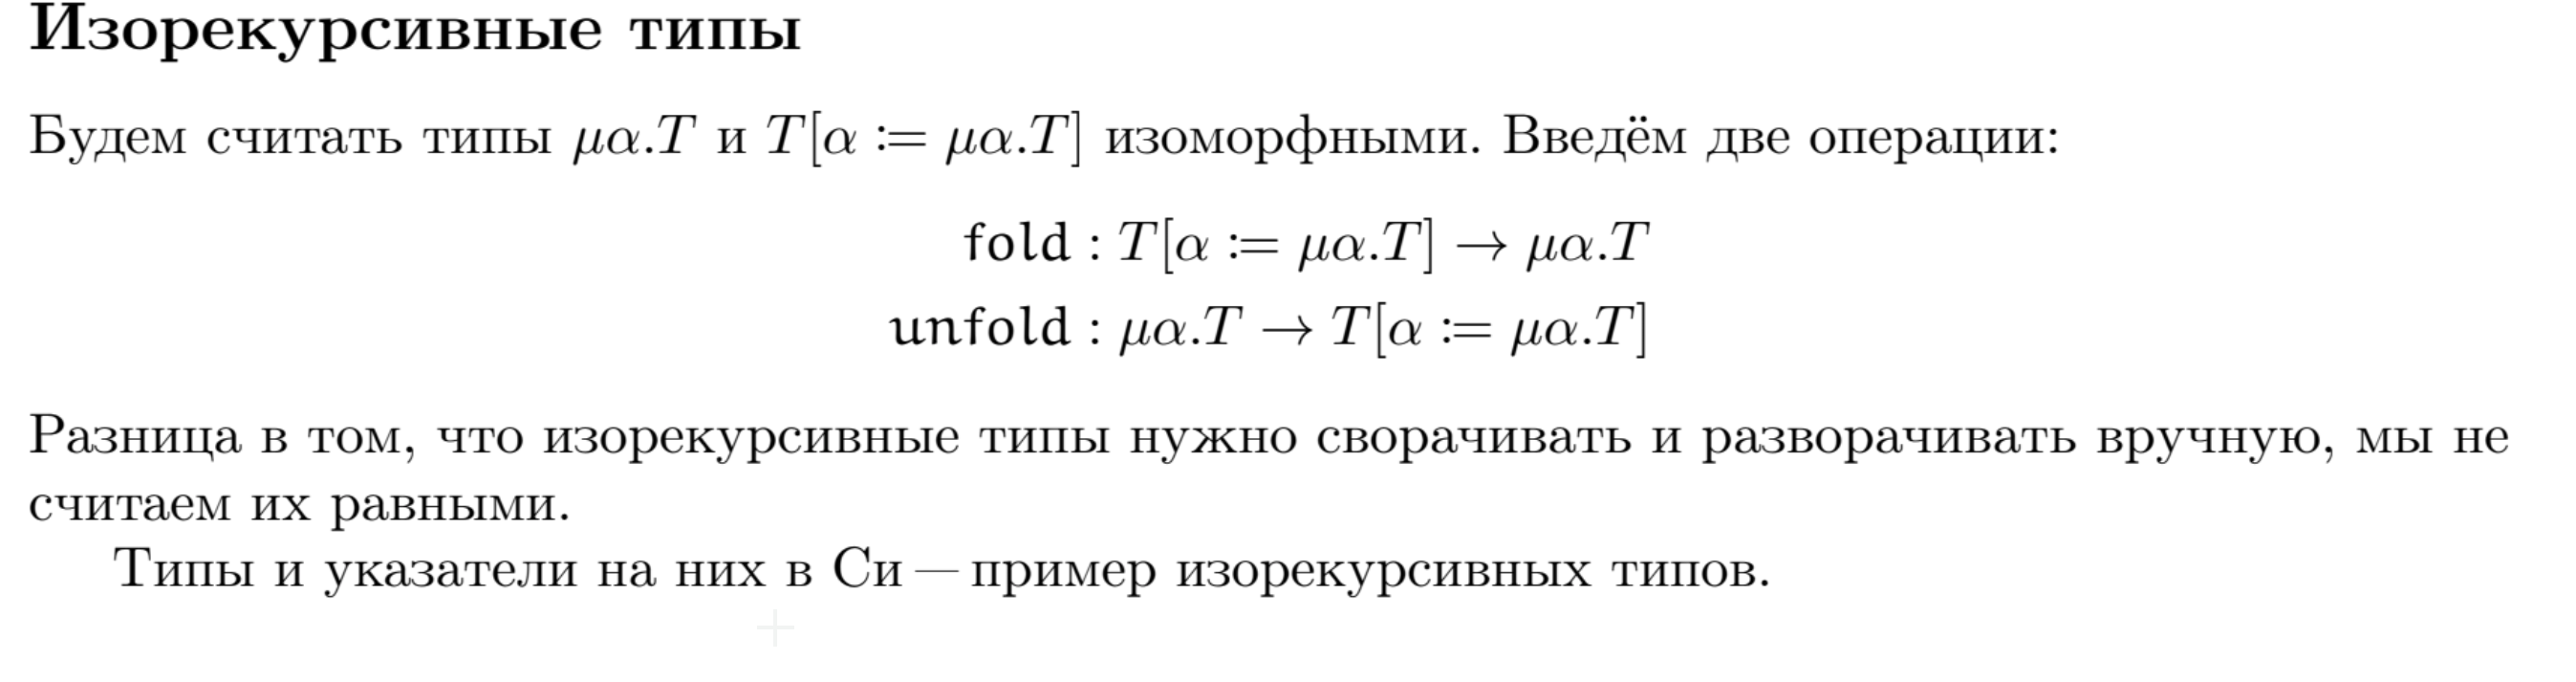 Изорекурсивные типы
Будем считать типы μα.T и T[α := μα.T] изоморфными. Введём две операции:
fold : T[α := μα.T] → μα.T
unfold : μα.T → T[α := μα.T]
Разница в том, что изорекурсивные типы нужно сворачивать и разворачивать вручную, мы не
считаем их равными.
Типы и указатели на них в Си — пример изорекурсивных типов.